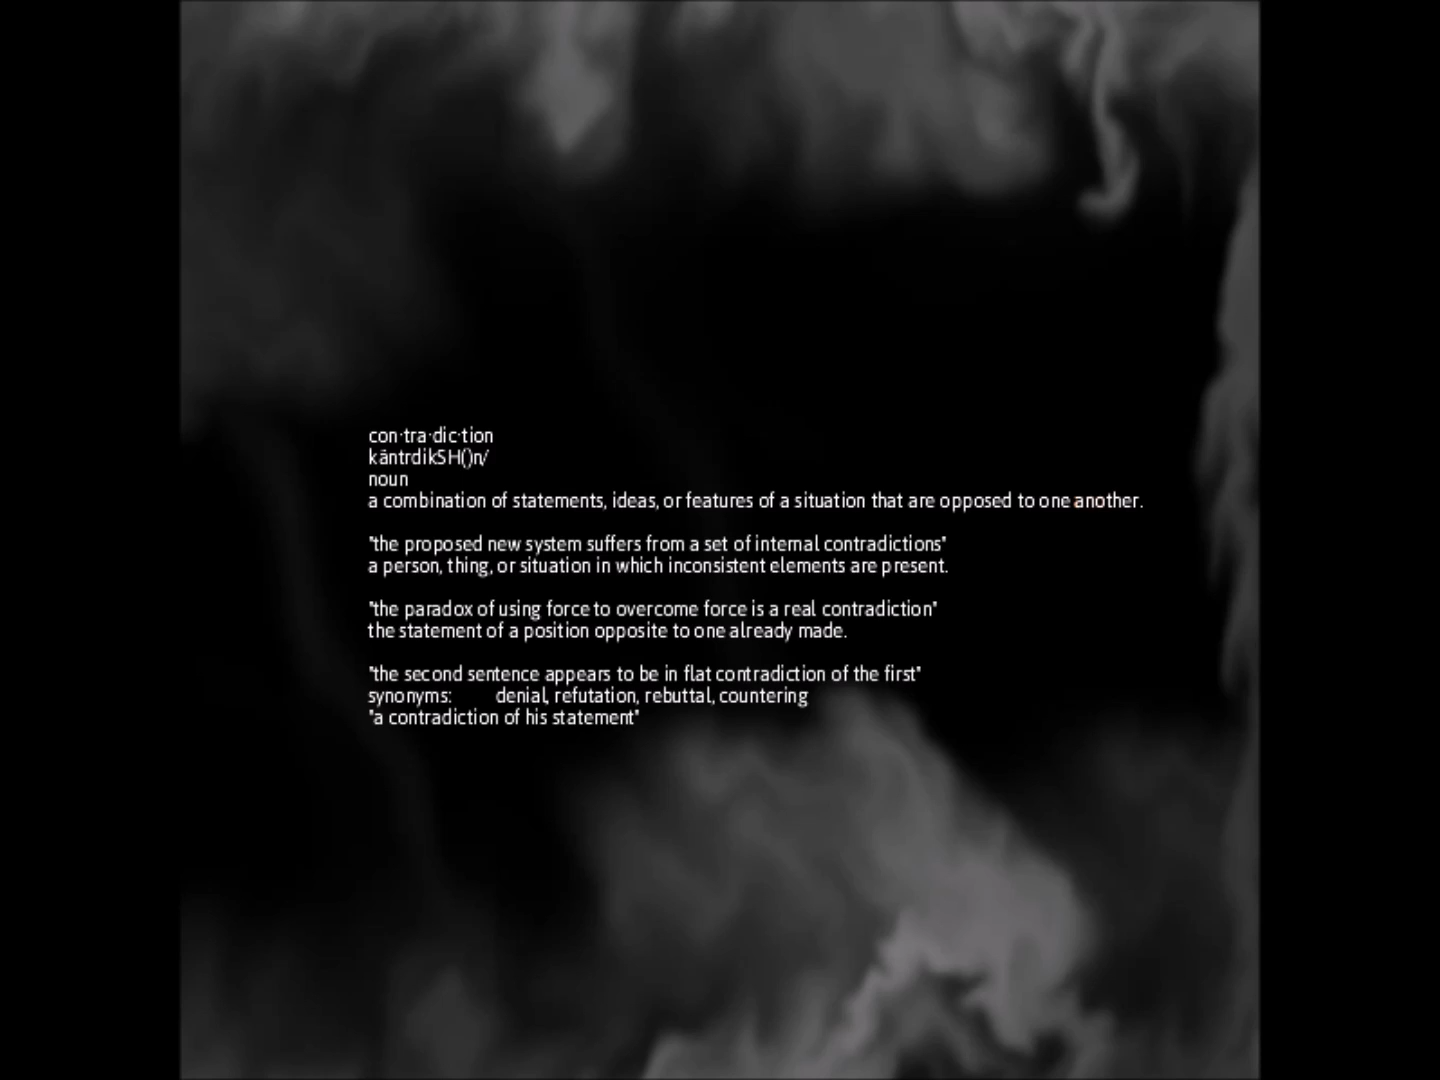 con·tra·dic·tion
käntrdikSH()n/
noun
a combination of statements, ideas, or features of a situation that are opposed to one another.
"the proposed new system suffers from a set of internal contradictions"
a person, thing, or situation in which inconsistent elements are present.
"the paradox of using force to overcome force is a real contradiction"
the statement of a position opposite to one already made.
"the second sentence appears to be in flat contradiction of the first"
synonyms: denial, refutation, rebuttal, countering
"a contradiction of his statement"